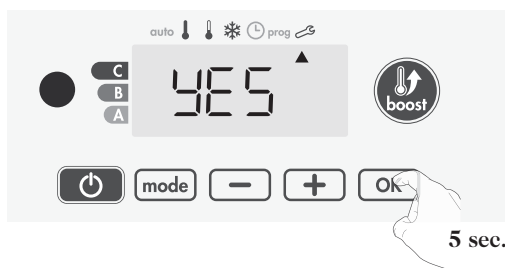 auto prog
C
B
A
YES
boost
mode - + OK
5 sec.